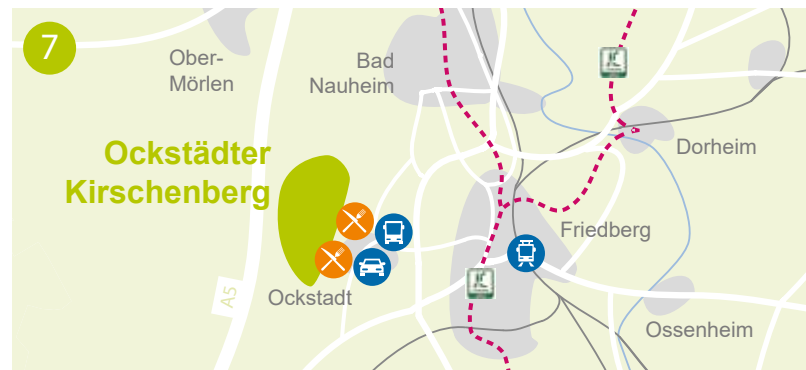 7
Ober-
Mörlen
Bad
Nauheim
Ockstädter
Kirschenberg
Dorheim
Friedberg
Ockstadt
A5
Ossenheim